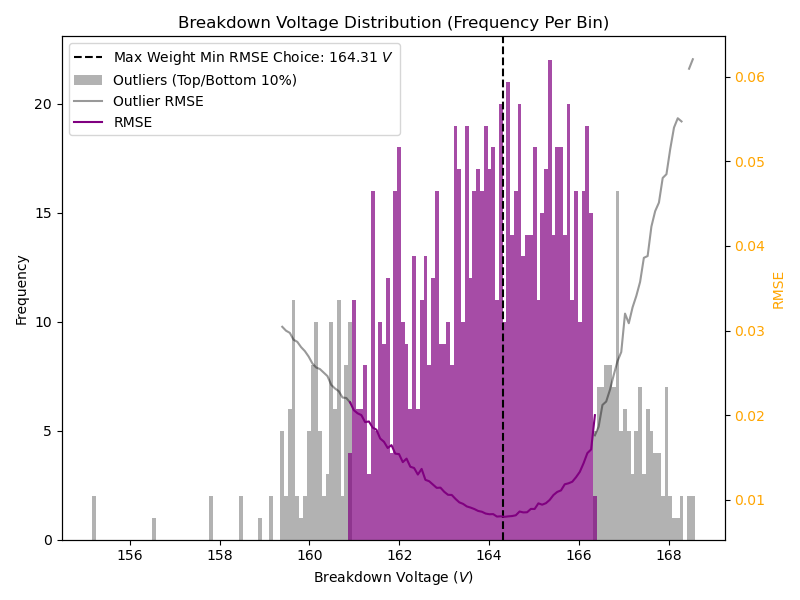 Breakdown Voltage Distribution (Frequency Per Bin)
Max Weight Min RMSE Choice: 164.31 V
Outliers (Top/Bottom 10%)
Outlier RMSE
RMSE
Frequency
20
15
10
5
0
0.06
0.05
0.04
0.03
0.02
0.01
RMSE
156 158 160 162 164 166 168
Breakdown Voltage (V)